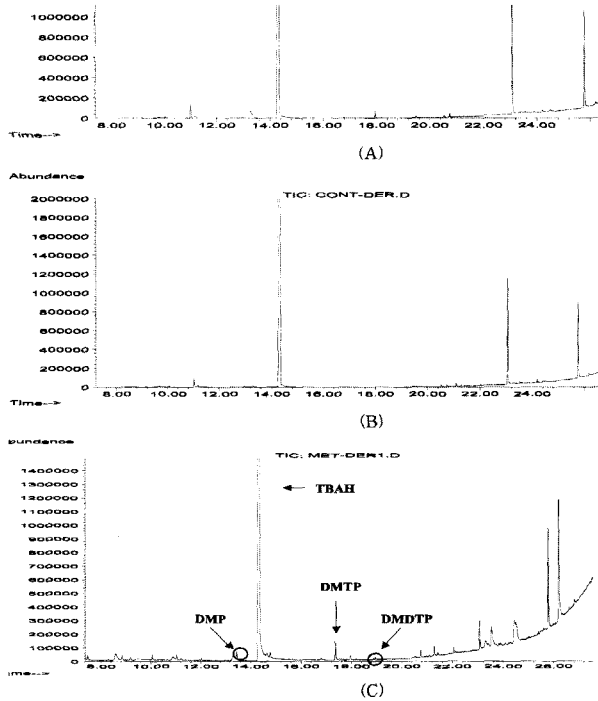 1000000
800000
600000
400000
200000
0
8.00 10.00 12.00 14.00 16.00 18.00 20.00 22.00 24.00
Time-->
(A)
Abundance
TIC: CONT-DER.D
2000000
1800000
1600000
1400000
1200000
1000000
800000
600000
400000
200000
0
8.00 10.00 12.00 14.00 16.00 18.00 20.00 22.00 24.00
Time-->
(B)
bundance
TIC: MET-DER1.D
1400000
1300000
1200000
1100000
1000000
900000
800000
700000
600000
500000
400000
300000
200000
100000
0
TBAH
DMTP
DMP
DMDTP
8.00 10.00 12.00 14.00 16.00 18.00 20.00 22.00 24.00 26.00
ime-->
(C)